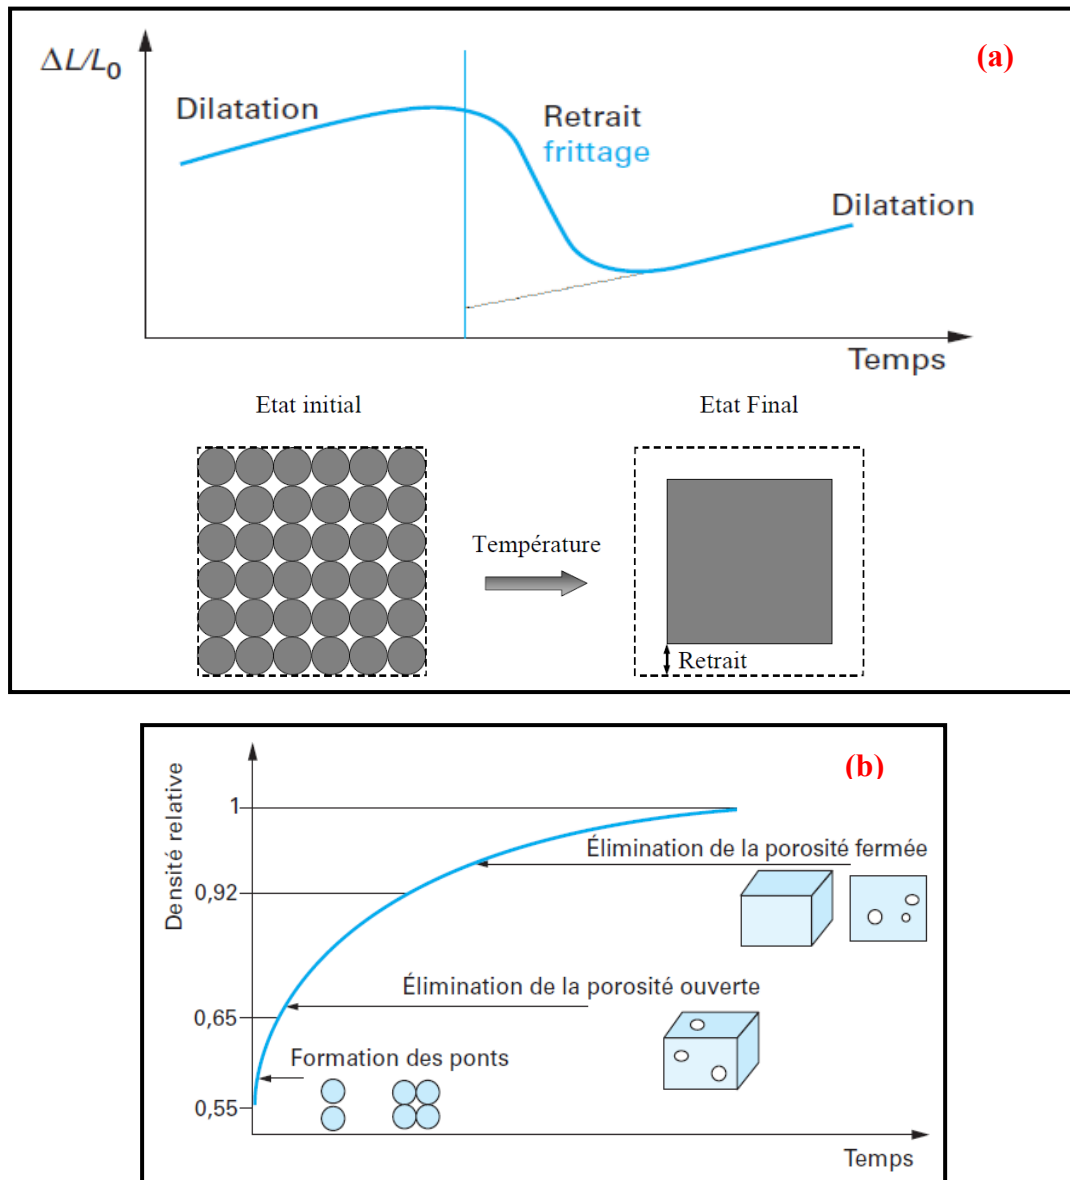 (a)
ΔL/L0
Dilatation
Retrait
frittage
Dilatation
Temps
Etat initial
Etat Final
Température
Retrait
(b)
Densité relative
1
Élimination de la porosité fermée
0,92
Élimination de la porosité ouverte
0,65
Formation des ponts
0,55
Temps